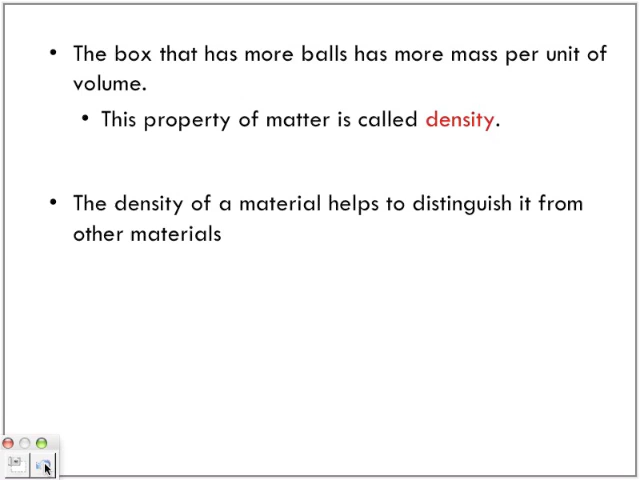 • The box that has more balls has more mass per unit of
volume.
• This property of matter is called density.
• The density of a material helps to distinguish it from
other materials